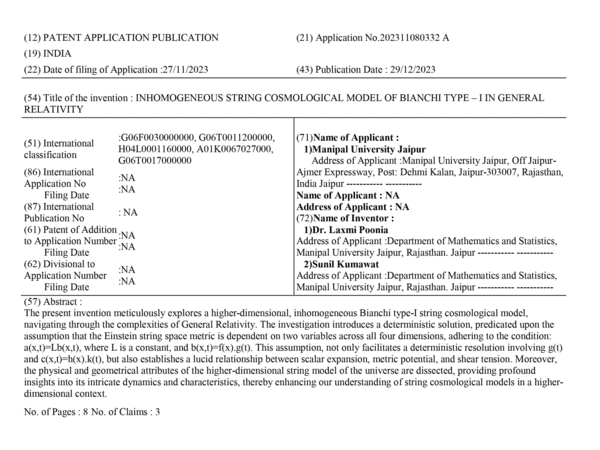 (12) PATENT APPLICATION PUBLICATION
(21) Application No.202311080332 A
(19) INDIA
(22) Date of filing of Application :27/11/2023
(43) Publication Date : 29/12/2023
(54) Title of the invention : INHOMOGENEOUS STRING COSMOLOGICAL MODEL OF BIANCHI TYPE – I IN GENERAL
RELATIVITY
(51) International
classification
:G06F0030000000, G06T0011200000,
H04L0001160000, A01K0067027000,
G06T0017000000
(86) International
Application No
Filing Date
:NA
:NA
(87) International
Publication No
: NA
(61) Patent of Addition
to Application Number
Filing Date
:NA
:NA
(62) Divisional to
Application Number
Filing Date
:NA
:NA
(71)Name of Applicant :
1)Manipal University Jaipur
Address of Applicant :Manipal University Jaipur, Off Jaipur-
Ajmer Expressway, Post: Dehmi Kalan, Jaipur-303007, Rajasthan,
India Jaipur ----------- -----------
Name of Applicant : NA
Address of Applicant : NA
(72)Name of Inventor :
1)Dr. Laxmi Poonia
Address of Applicant :Department of Mathematics and Statistics,
Manipal University Jaipur, Rajasthan. Jaipur ----------- -----------
2)Sunil Kumawat
Address of Applicant :Department of Mathematics and Statistics,
Manipal University Jaipur, Rajasthan. Jaipur ----------- -----------
(57) Abstract :
The present invention meticulously explores a higher-dimensional, inhomogeneous Bianchi type-I string cosmological model,
navigating through the complexities of General Relativity. The investigation introduces a deterministic solution, predicated upon the
assumption that the Einstein string space metric is dependent on two variables across all four dimensions, adhering to the condition:
a(x,t)=Lb(x,t), where L is a constant, and b(x,t)=f(x).g(t). This assumption, not only facilitates a deterministic resolution involving g(t)
and c(x,t)=h(x).k(t), but also establishes a lucid relationship between scalar expansion, metric potential, and shear tension. Moreover,
the physical and geometrical attributes of the higher-dimensional string model of the universe are dissected, providing profound
insights into its intricate dynamics and characteristics, thereby enhancing our understanding of string cosmological models in a higher-
dimensional context.
No. of Pages : 8 No. of Claims : 3